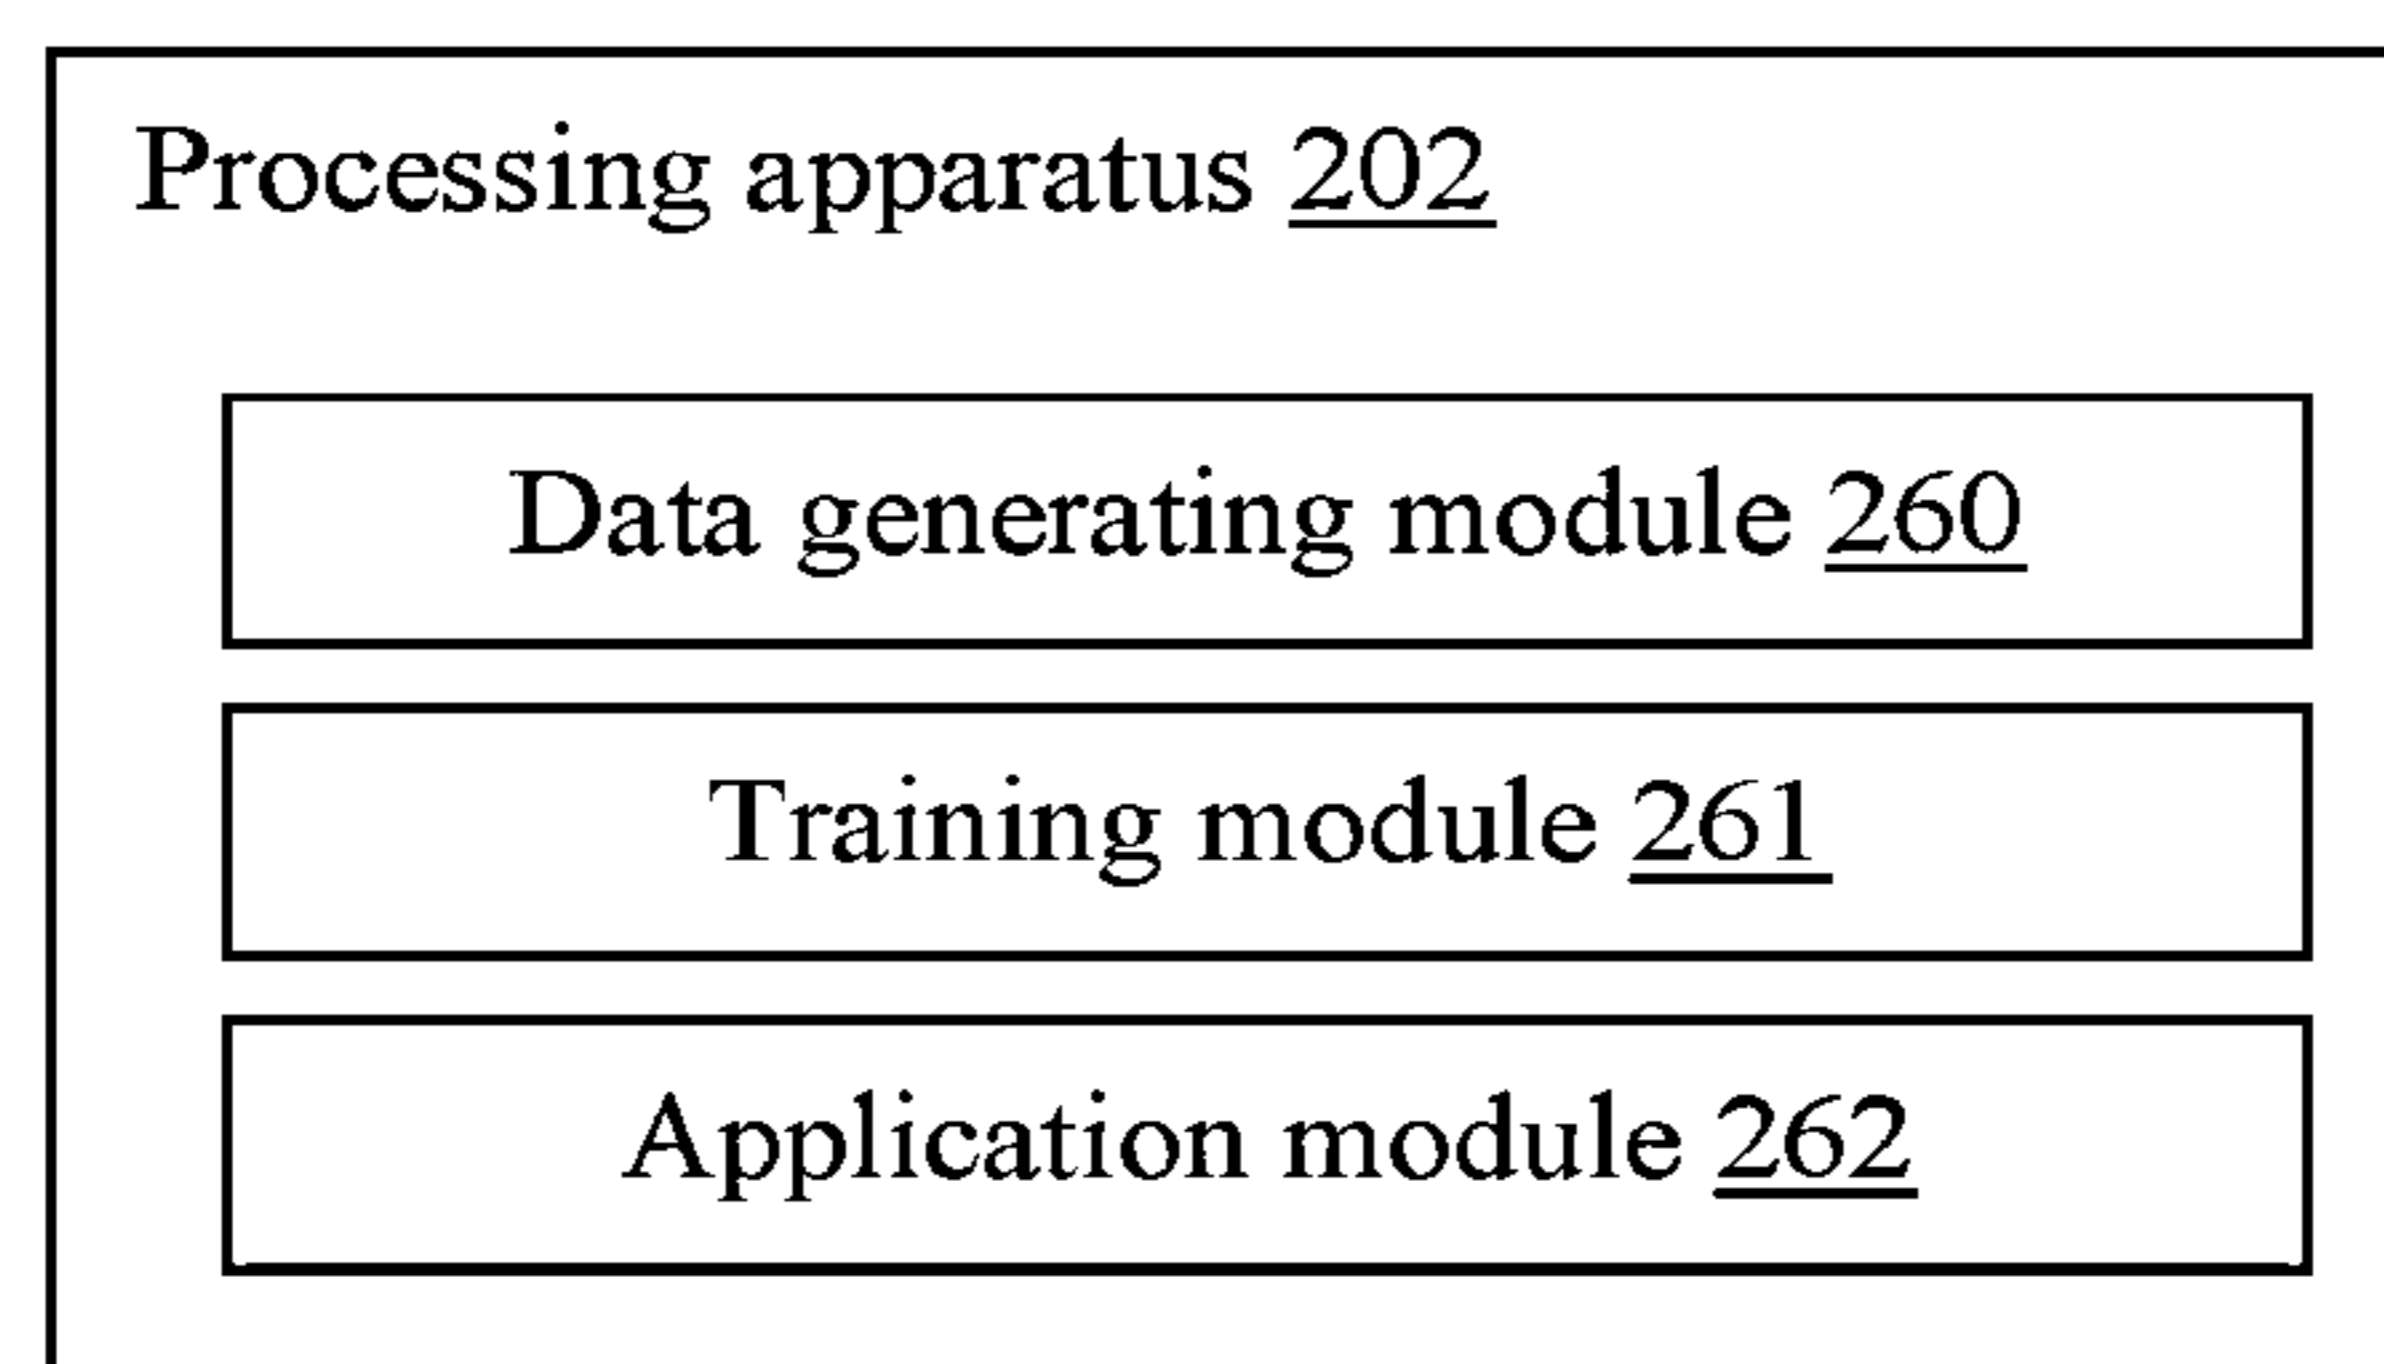 Processing apparatus 202
Data generating module 260
Training module 261
Application module 262